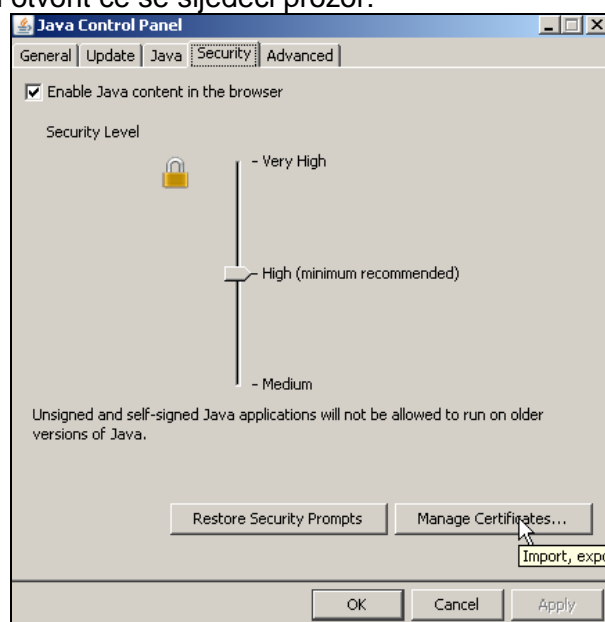 otvorit će se sljedeći prozor:
Java Control Panel
General Update Java Security Advanced
Enable Java content in the browser
Security Level
- Very High
- High (minimum recommended)
- Medium
Unsigned and self-signed Java applications will not be allowed to run on older
versions of Java.
Restore Security Prompts Manage Certificates...
Import, expo
OK Cancel Apply